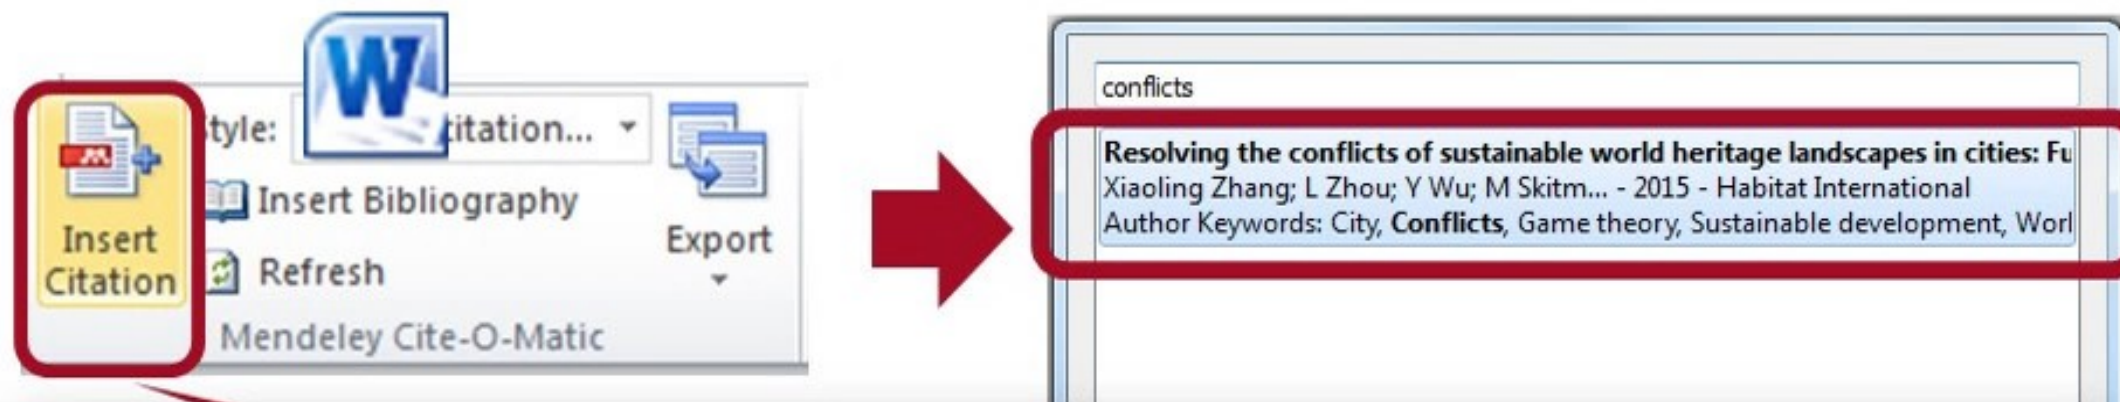 W
Style:
itation...
Insert Bibliography
Refresh
Insert
Citation
Export
Mendeley Cite-O-Matic
conflicts
Resolving the conflicts of sustainable world heritage landscapes in cities: Fu
Xiaoling Zhang; L Zhou; Y Wu; M Skitm... - 2015 - Habitat International
Author Keywords: City, Conflicts, Game theory, Sustainable development, Worl